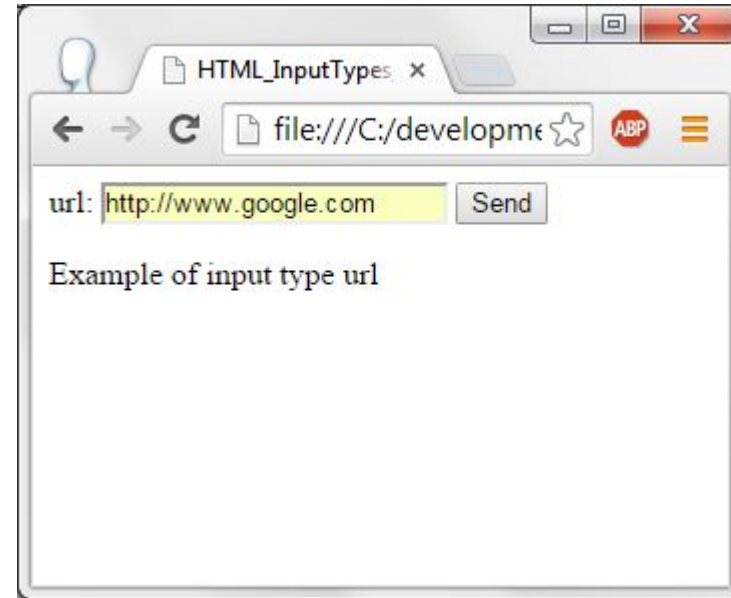 HTML_InputTypes
file:///C:/developme
ABP
url: http://www.google.com Send
Example of input type url